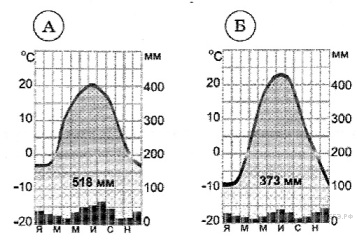 А
Б
°C мм °C мм
20 400 20 400
10 300 10 300
0 200 0 200
-10 518 мм 100 -10 373 мм 100
-20 0 -20 0
Я М М И С Н Я М М И С Н